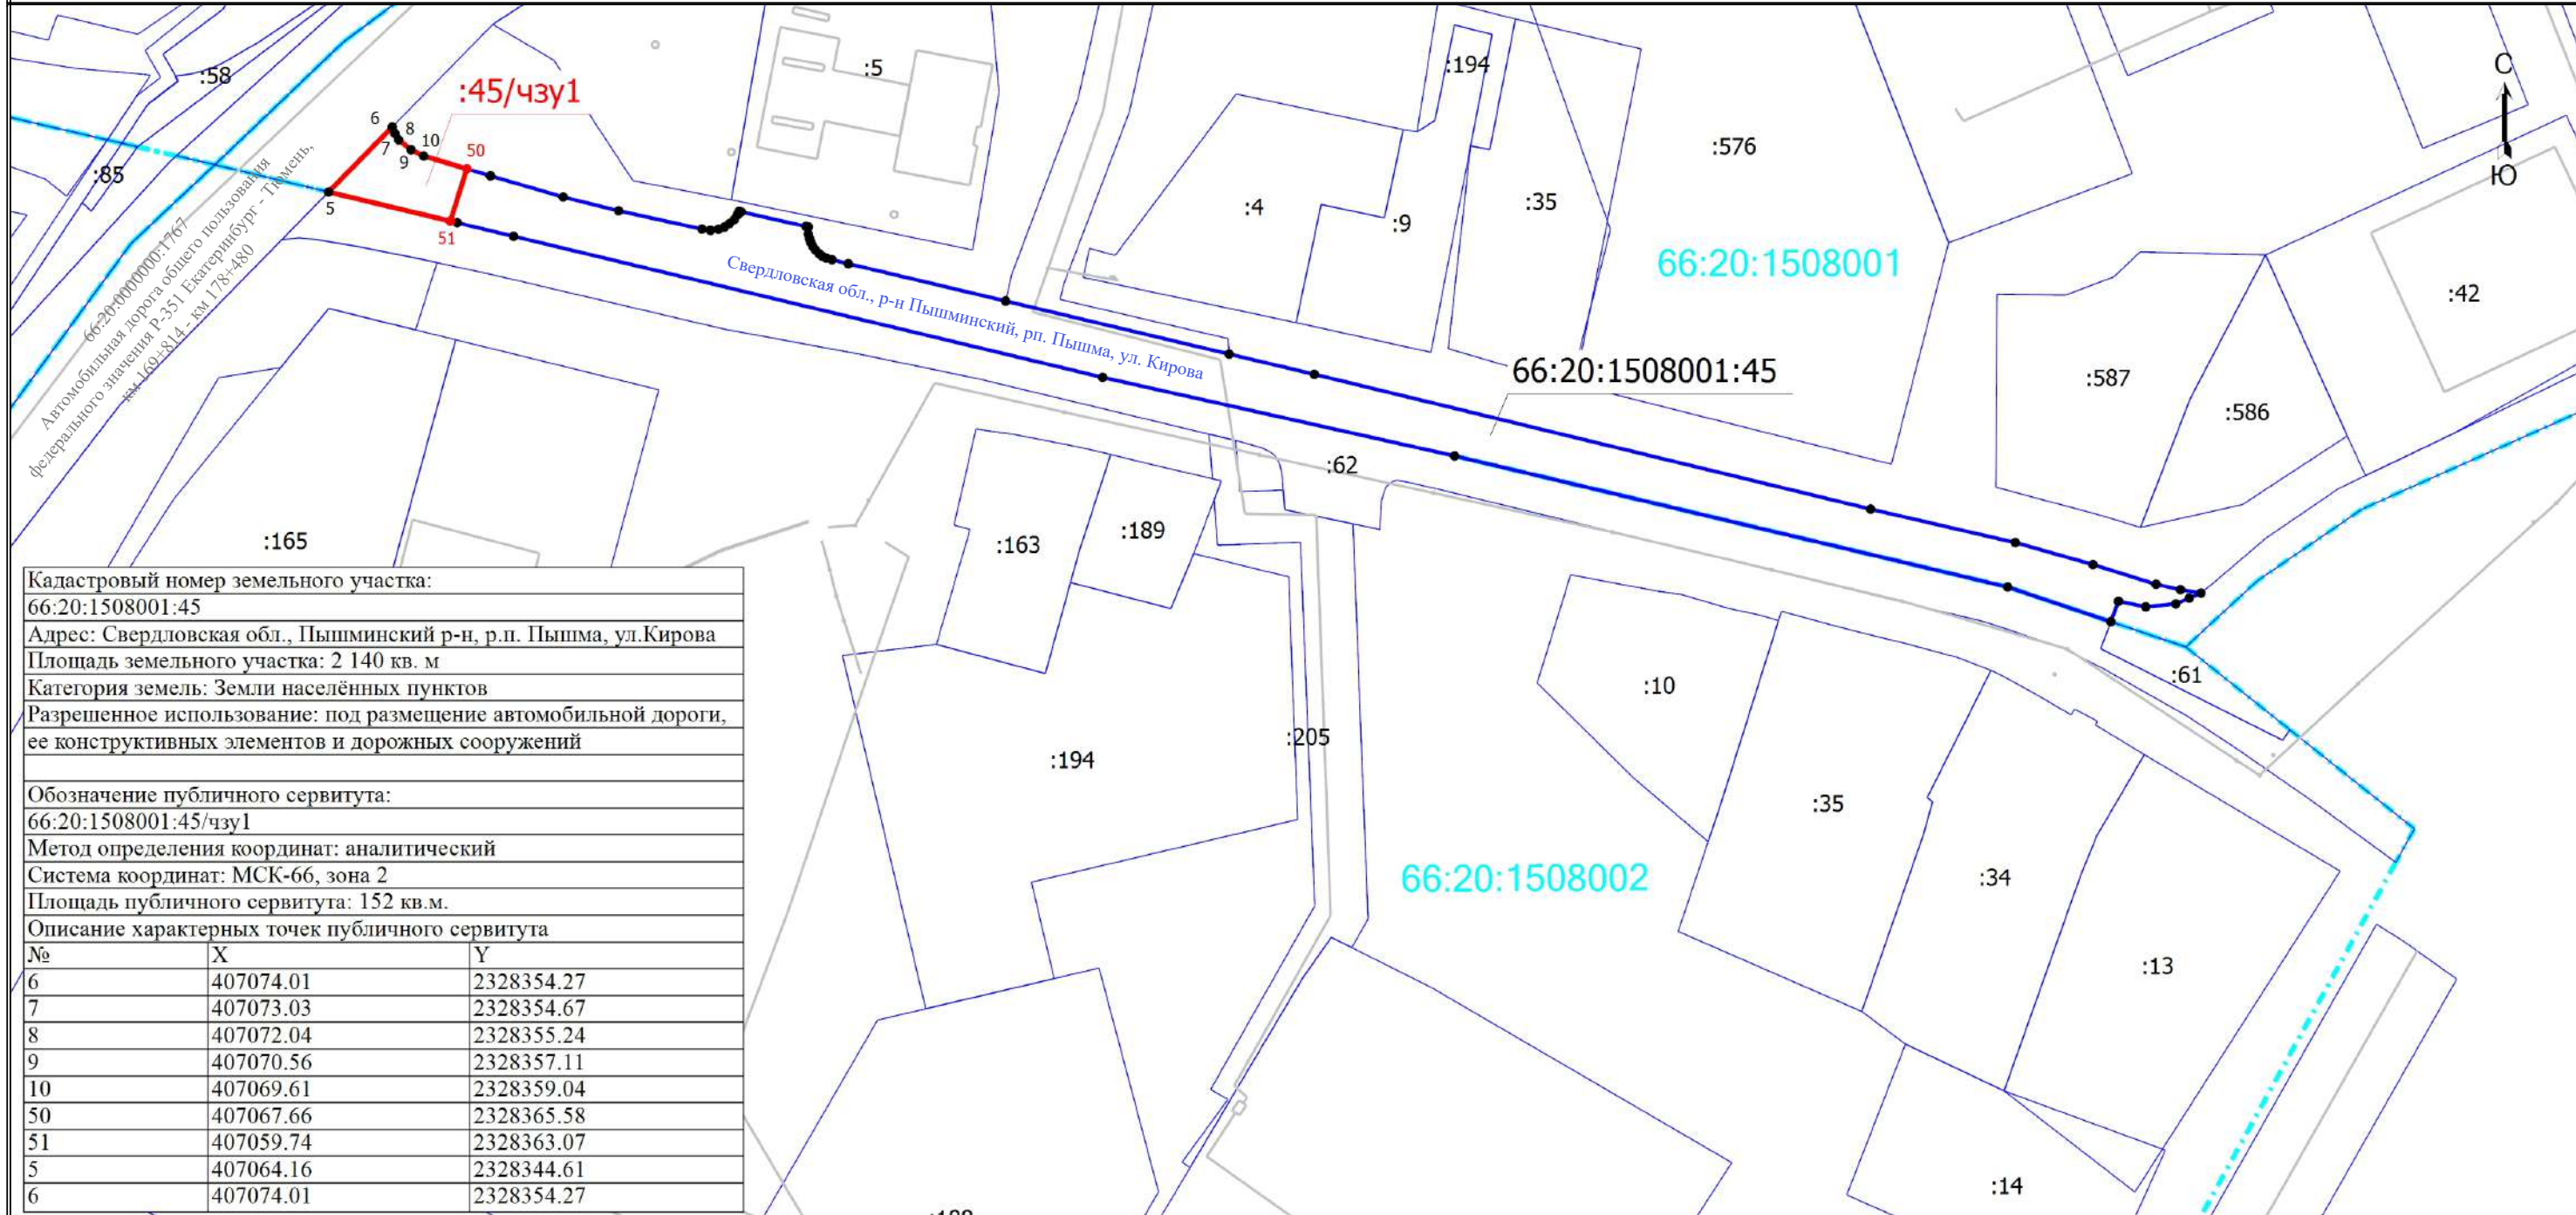 :58
:45/чзу1
:5
:194
С
Ю
:576
6
8
7
10
9
50
:85
5
51
:4
:9
:35
66:20:1508001
:42
66:20:0000000:1767
Автомобильная дорога общего пользования
федерального значения Р-351 Екатеринбург - Тюмень,
км 169+814 - км 178+480
Свердловская обл., р-н Пышминский, рп. Пышма, ул. Кирова
66:20:1508001:45
:587
:586
:62
:165
:163
:189
:10
:61
:194
:205
:35
66:20:1508002
:34
:13
:14
Кадастровый номер земельного участка:
66:20:1508001:45
Адрес: Свердловская обл., Пышминский р-н, р.п. Пышма, ул.Кирова
Площадь земельного участка: 2 140 кв. м
Категория земель: Земли населённых пунктов
Разрешенное использование: под размещение автомобильной дороги,
ее конструктивных элементов и дорожных сооружений
Обозначение публичного сервитута:
66:20:1508001:45/чзу1
Метод определения координат: аналитический
Система координат: МСК-66, зона 2
Площадь публичного сервитута: 152 кв.м.
Описание характерных точек публичного сервитута
№ X Y
6 407074.01 2328354.27
7 407073.03 2328354.67
8 407072.04 2328355.24
9 407070.56 2328357.11
10 407069.61 2328359.04
50 407067.66 2328365.58
51 407059.74 2328363.07
5 407064.16 2328344.61
6 407074.01 2328354.27